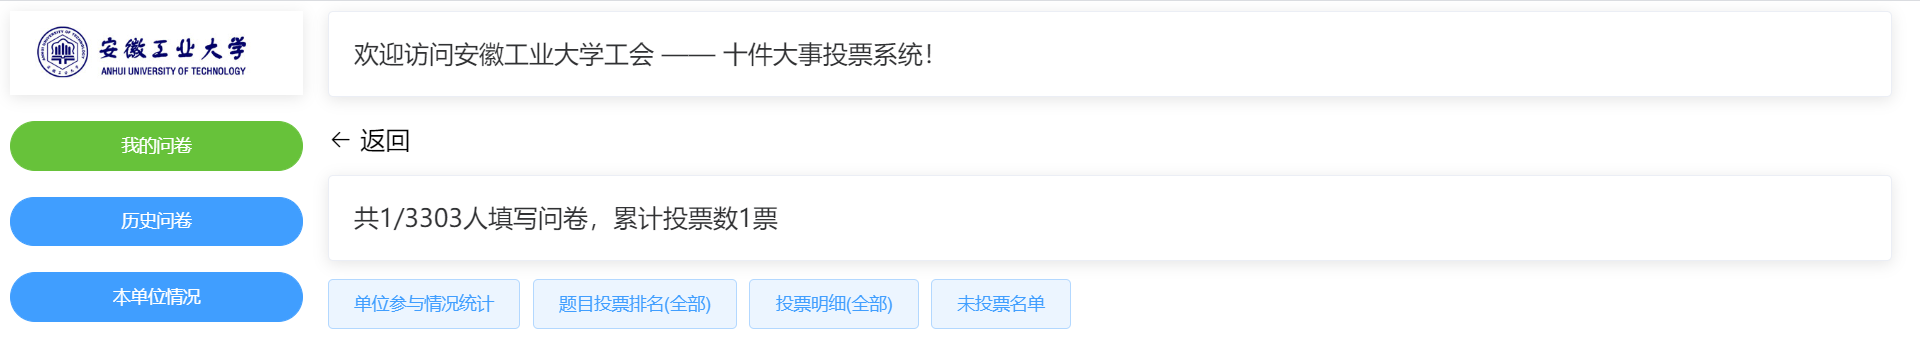 安徽工业大学
ANHUI UNIVERSITY OF TECHNOLOGY
欢迎访问安徽工业大学工会 —— 十件大事投票系统！
我的问卷
历史问卷
本单位情况
← 返回
共1/3303人填写问卷，累计投票数1票
单位参与情况统计
题目投票排名(全部)
投票明细(全部)
未投票名单